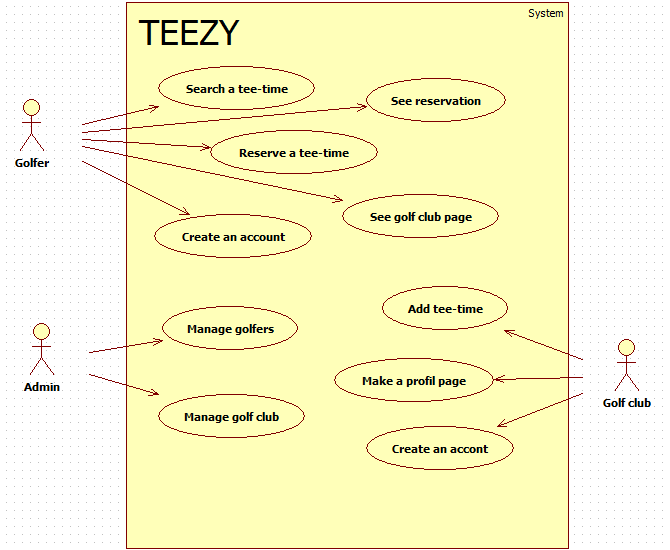 System
TEEZY
Search a tee-time
See reservation
Golfer
Reserve a tee-time
See golf club page
Create an account
Add tee-time
Manage golfers
Admin
Make a profil page
Golf club
Manage golf club
Create an accont